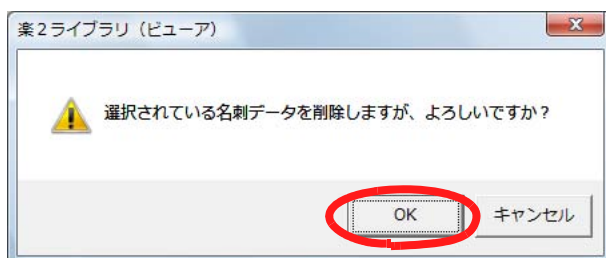 楽2ライブラリ（ビューア）
選択されている名刺データを削除しますが、よろしいですか？
OK
キャンセル